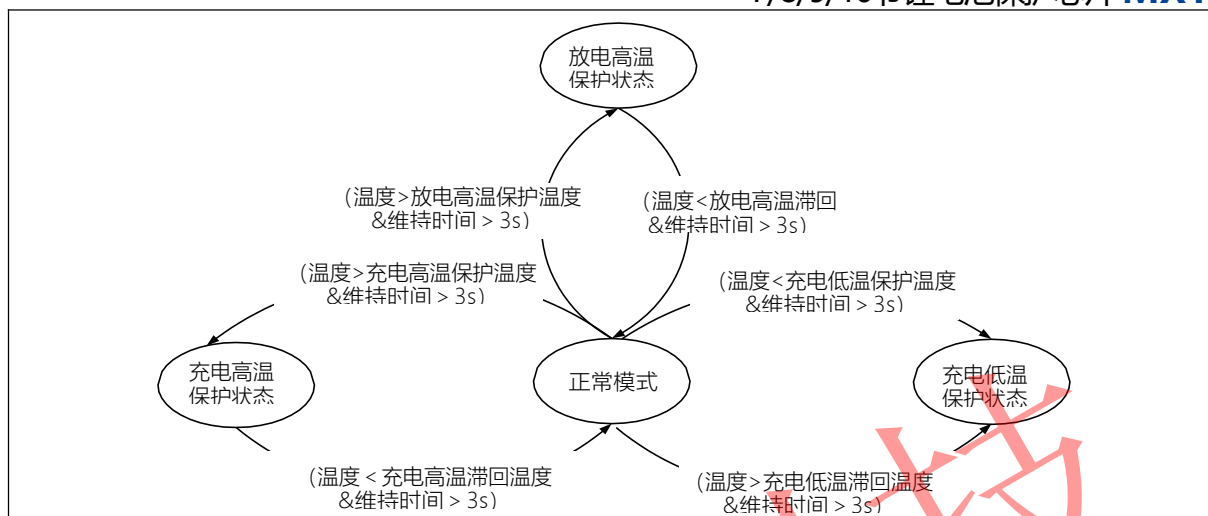 放电高温
保护状态
(温度>放电高温保护温度
&维持时间 > 3s)
(温度<放电高温滞回
&维持时间 > 3s)
(温度>充电高温保护温度
&维持时间 > 3s)
(温度<充电低温保护温度
&维持时间 > 3s)
充电高温
保护状态
正常模式
充电低温
保护状态
(温度 < 充电高温滞回温度
&维持时间 > 3s)
(温度>充电低温滞回温度
&维持时间 > 3s)
技